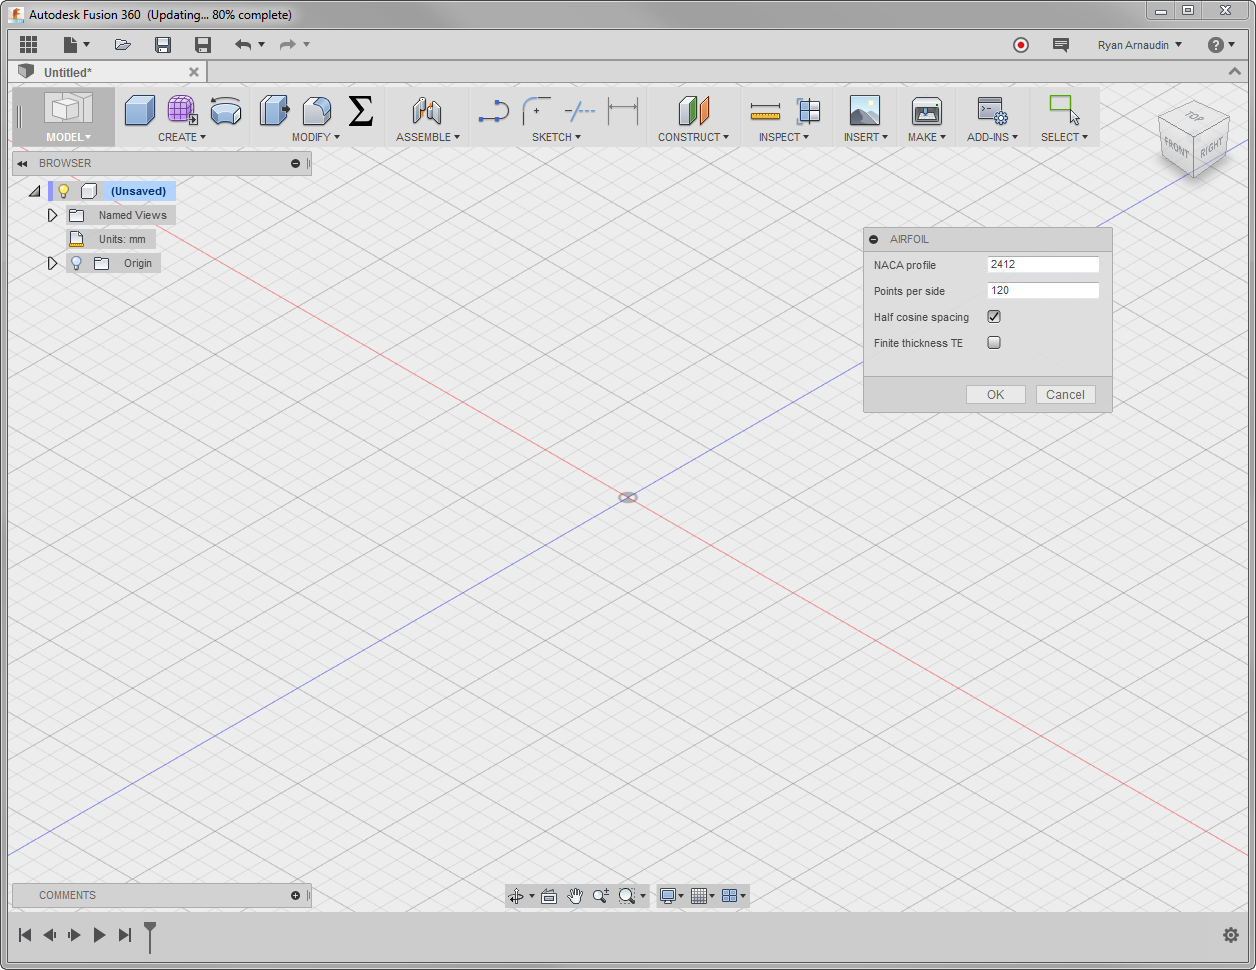 Autodesk Fusion 360 (Updating... 80% complete)
Ryan Arnaudin
Untitled*
MODEL
CREATE
MODIFY
ASSEMBLE
SKETCH
CONSTRUCT
INSPECT
INSERT
MAKE
ADD-INS
SELECT
TOP
FRONT
RIGHT
BROWSER
(Unsaved)
Named Views
Units: mm
Origin
AIRFOIL
NACA profile 2412
Points per side 120
Half cosine spacing
Finite thickness TE
OK Cancel
COMMENTS